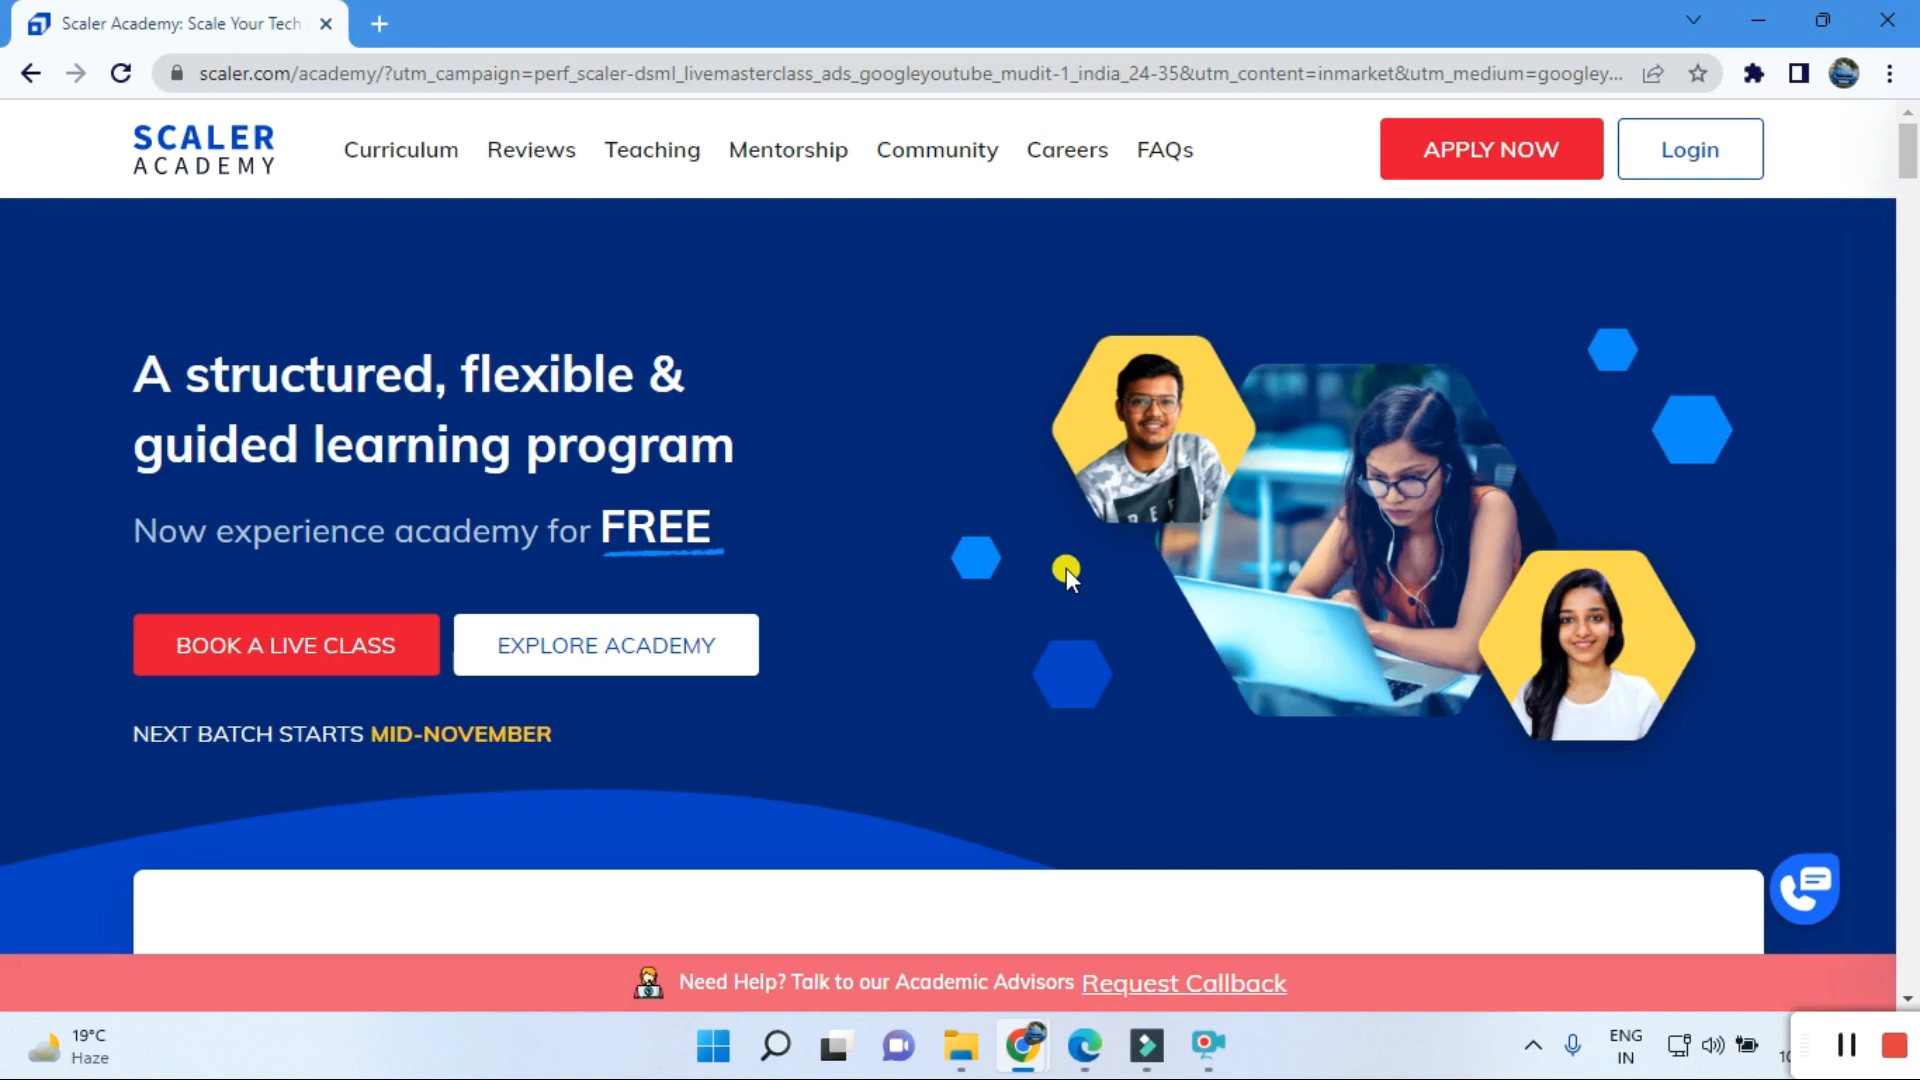 Scaler Academy: Scale Your Tech
scaler.com/academy/?utm_campaign=perf_scaler-dsml_livemasterclass_ads_googleyoutube_mudit-1_india_24-35&utm_content=inmarket&utm_medium=googley...
SCALER
ACADEMY
Curriculum Reviews Teaching Mentorship Community Careers FAQs
APPLY NOW
Login
A structured, flexible &
guided learning program
Now experience academy for FREE
BOOK A LIVE CLASS
EXPLORE ACADEMY
NEXT BATCH STARTS MID-NOVEMBER
Need Help? Talk to our Academic Advisors Request Callback
19°C
Haze
ENG
IN